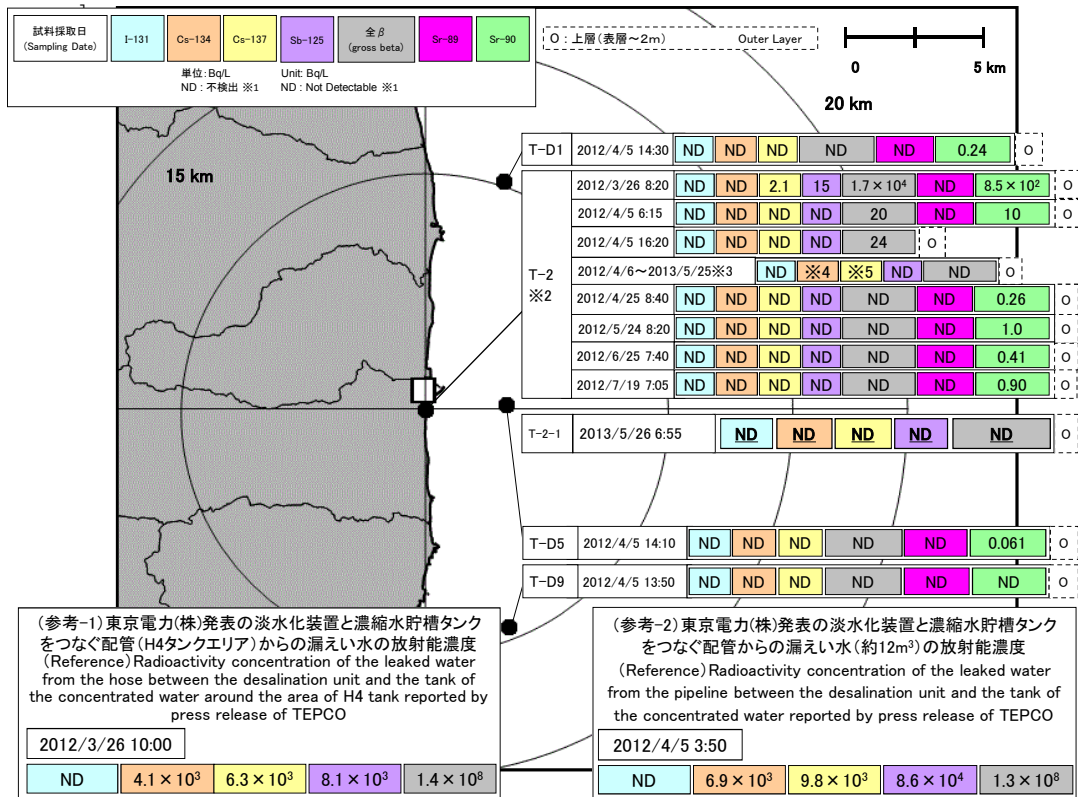 試料採取日
(Sampling Date)
I-131
Cs-134
Cs-137
Sb-125
全β
(gross beta)
Sr-89
Sr-90
単位: Bq/L Unit: Bq/L
ND : 不検出 ※1 ND : Not Detectable ※1
O : 上層(表層～2m) Outer Layer
0 5 km
20 km
15 km
T-D1 2012/4/5 14:30 ND ND ND ND ND 0.24 O
T-2
※2
2012/3/26 8:20 ND ND 2.1 15 1.7×10⁴ ND 8.5×10² O
2012/4/5 6:15 ND ND ND ND 20 ND 10 O
2012/4/5 16:20 ND ND ND ND 24 O
2012/4/6～2013/5/25※3 ND ※4 ※5 ND ND O
2012/4/25 8:40 ND ND ND ND ND ND 0.26 O
2012/5/24 8:20 ND ND ND ND ND ND 1.0 O
2012/6/25 7:40 ND ND ND ND ND ND 0.41 O
2012/7/19 7:05 ND ND ND ND ND ND 0.90 O
T-2-1 2013/5/26 6:55 ND ND ND ND ND O
T-D5 2012/4/5 14:10 ND ND ND ND ND 0.061 O
T-D9 2012/4/5 13:50 ND ND ND ND ND ND O
(参考-1)東京電力(株)発表の淡水化装置と濃縮水貯槽タンク
をつなぐ配管(H4タンクエリア)からの漏えい水の放射能濃度
(Reference)Radioactivity concentration of the leaked water
from the hose between the desalination unit and the tank of
the concentrated water around the area of H4 tank reported by
press release of TEPCO
2012/3/26 10:00
ND 4.1×10³ 6.3×10³ 8.1×10³ 1.4×10⁸
(参考-2)東京電力(株)発表の淡水化装置と濃縮水貯槽タンク
をつなぐ配管からの漏えい水(約12m³)の放射能濃度
(Reference)Radioactivity concentration of the leaked water
from the pipeline between the desalination unit and the tank of
the concentrated water reported by press release of TEPCO
2012/4/5 3:50
ND 6.9×10³ 9.8×10³ 8.6×10⁴ 1.3×10⁸